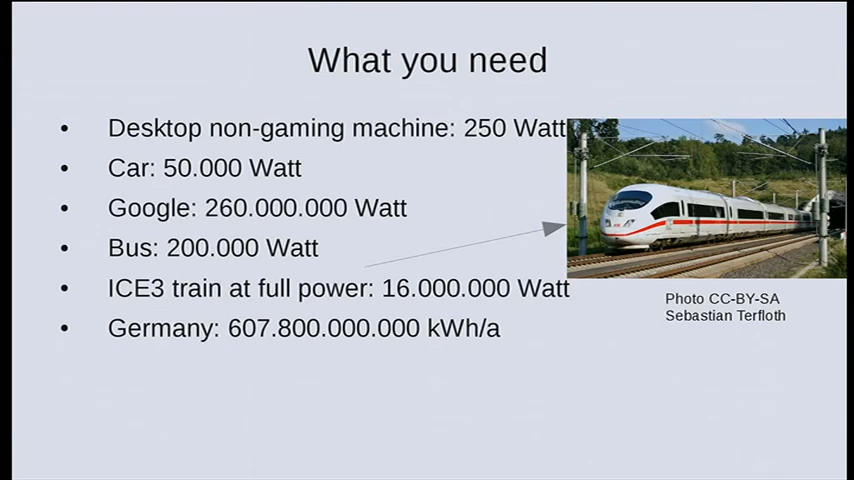 What you need
• Desktop non-gaming machine: 250 Watt
• Car: 50.000 Watt
• Google: 260.000.000 Watt
• Bus: 200.000 Watt
• ICE3 train at full power: 16.000.000 Watt
• Germany: 607.800.000.000 kWh/a
Photo CC-BY-SA
Sebastian Terfloth